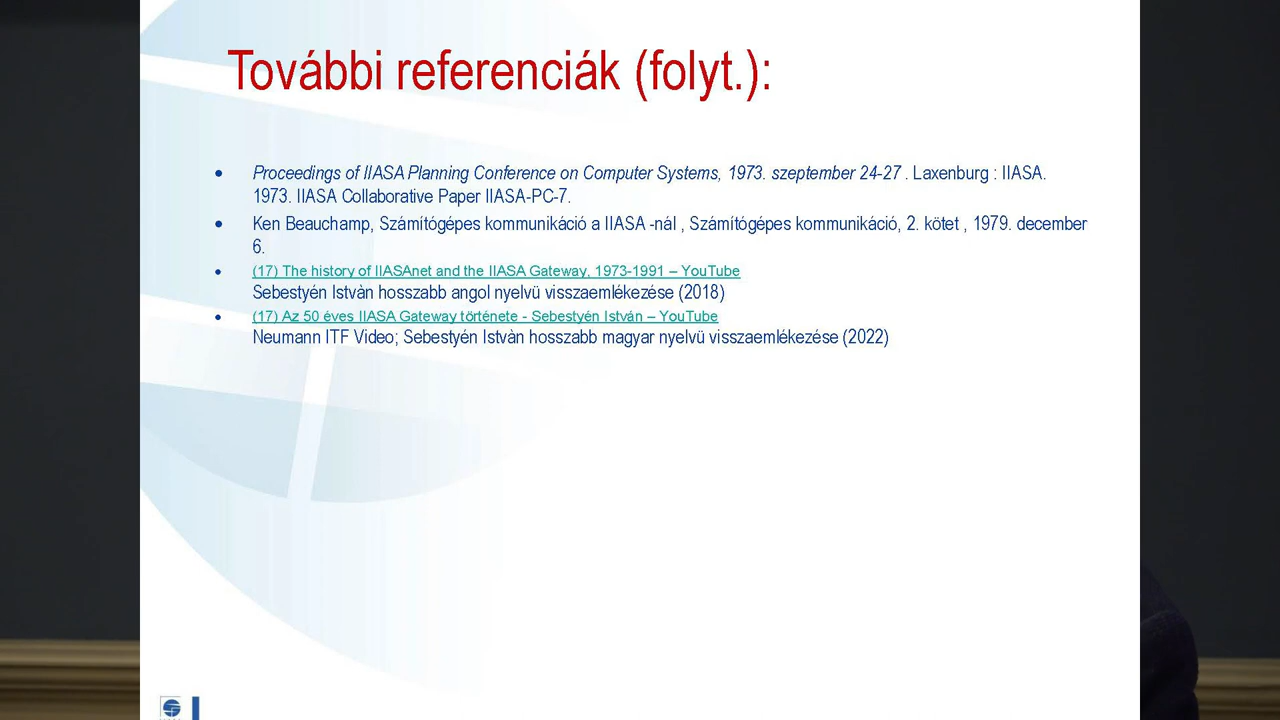 További referenciák (folyt.):
Proceedings of IIASA Planning Conference on Computer Systems, 1973. szeptember 24-27 . Laxenburg : IIASA.
1973. IIASA Collaborative Paper IIASA-PC-7.
Ken Beauchamp, Számítógépes kommunikáció a IIASA -nál , Számítógépes kommunikáció, 2. kötet , 1979. december
6.
(17) The history of IIASAnet and the IIASA Gateway, 1973-1991 – YouTube
Sebestyén Istvàn hosszabb angol nyelvü visszaemlékezése (2018)
(17) Az 50 éves IIASA Gateway története - Sebestyén István – YouTube
Neumann ITF Video; Sebestyén Istvàn hosszabb magyar nyelvü visszaemlékezése (2022)